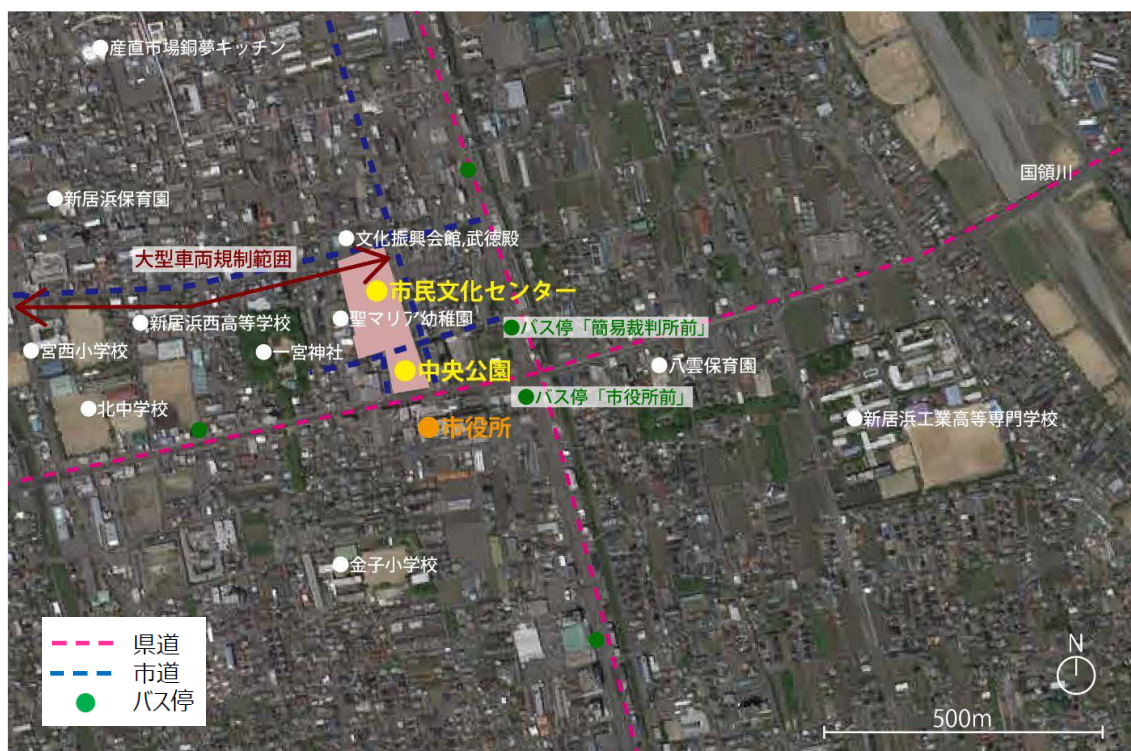 産直市場銅夢キッチン
国領川
新居浜保育園
文化振興会館,武徳殿
大型車両規制範囲
市民文化センター
聖マリア幼稚園
新居浜西高等学校
バス停「簡易裁判所前」
宮西小学校
一宮神社
中央公園
八雲保育園
バス停「市役所前」
北中学校
市役所
新居浜工業高等専門学校
金子小学校
県道
市道
バス停
N
500m